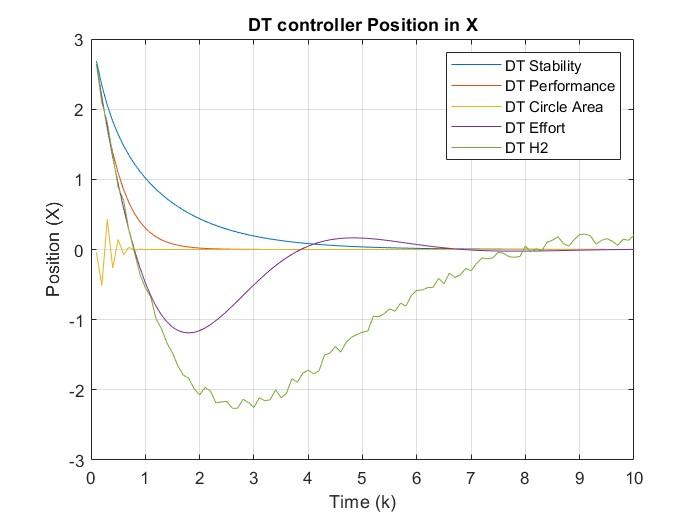 DT controller Position in X
3
2
1
0
-1
-2
-3
Position (X)
DT Stability
DT Performance
DT Circle Area
DT Effort
DT H2
0 1 2 3 4 5 6 7 8 9 10
Time (k)